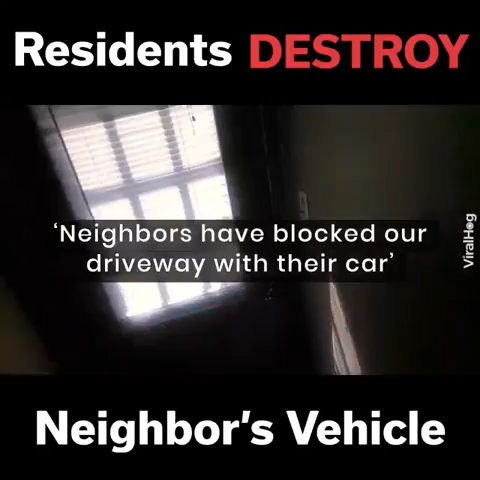 Residents DESTROY
‘Neighbors have blocked our
driveway with their car’
ViralHog
Neighbor’s Vehicle